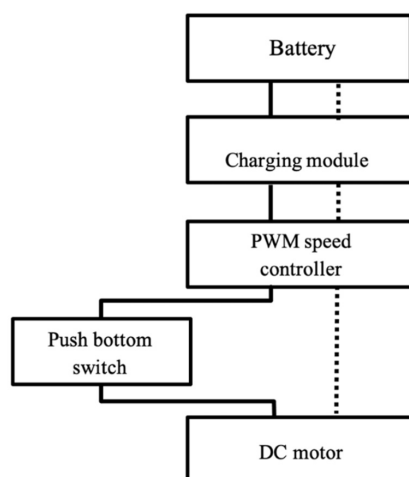 Battery
Charging module
PWM speed
controller
Push bottom
switch
DC motor